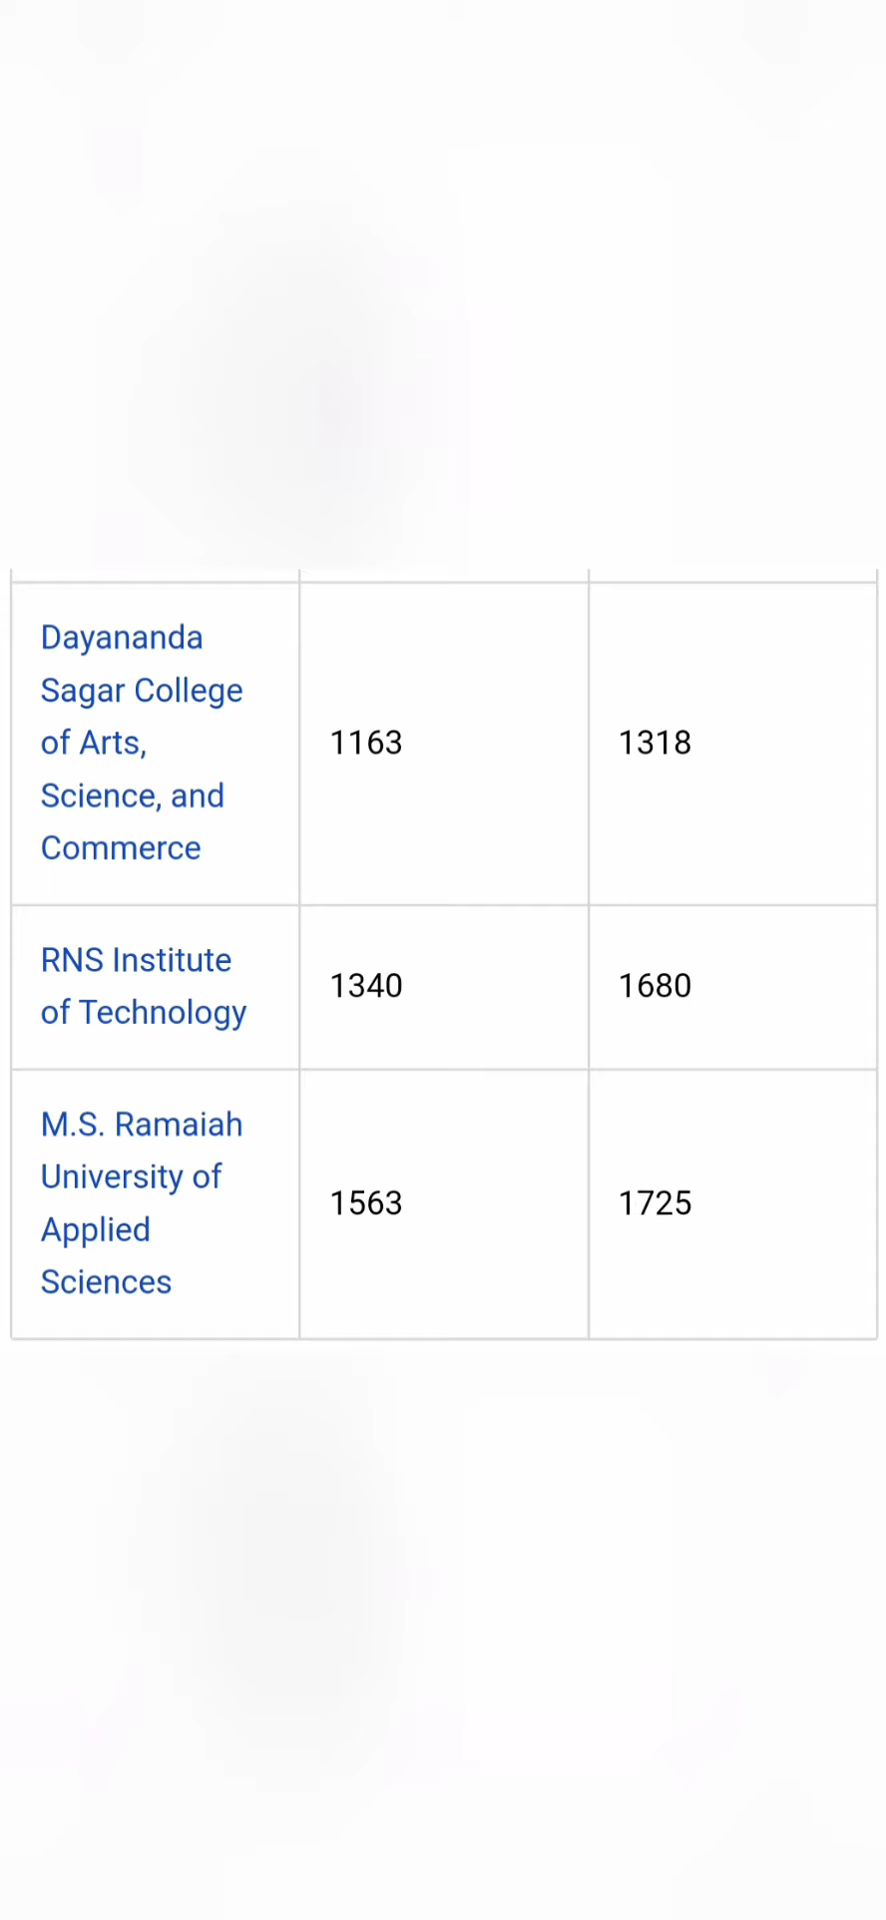 Dayananda
Sagar College
of Arts,
Science, and
Commerce
1163
1318
RNS Institute
of Technology
1340
1680
M.S. Ramaiah
University of
Applied
Sciences
1563
1725